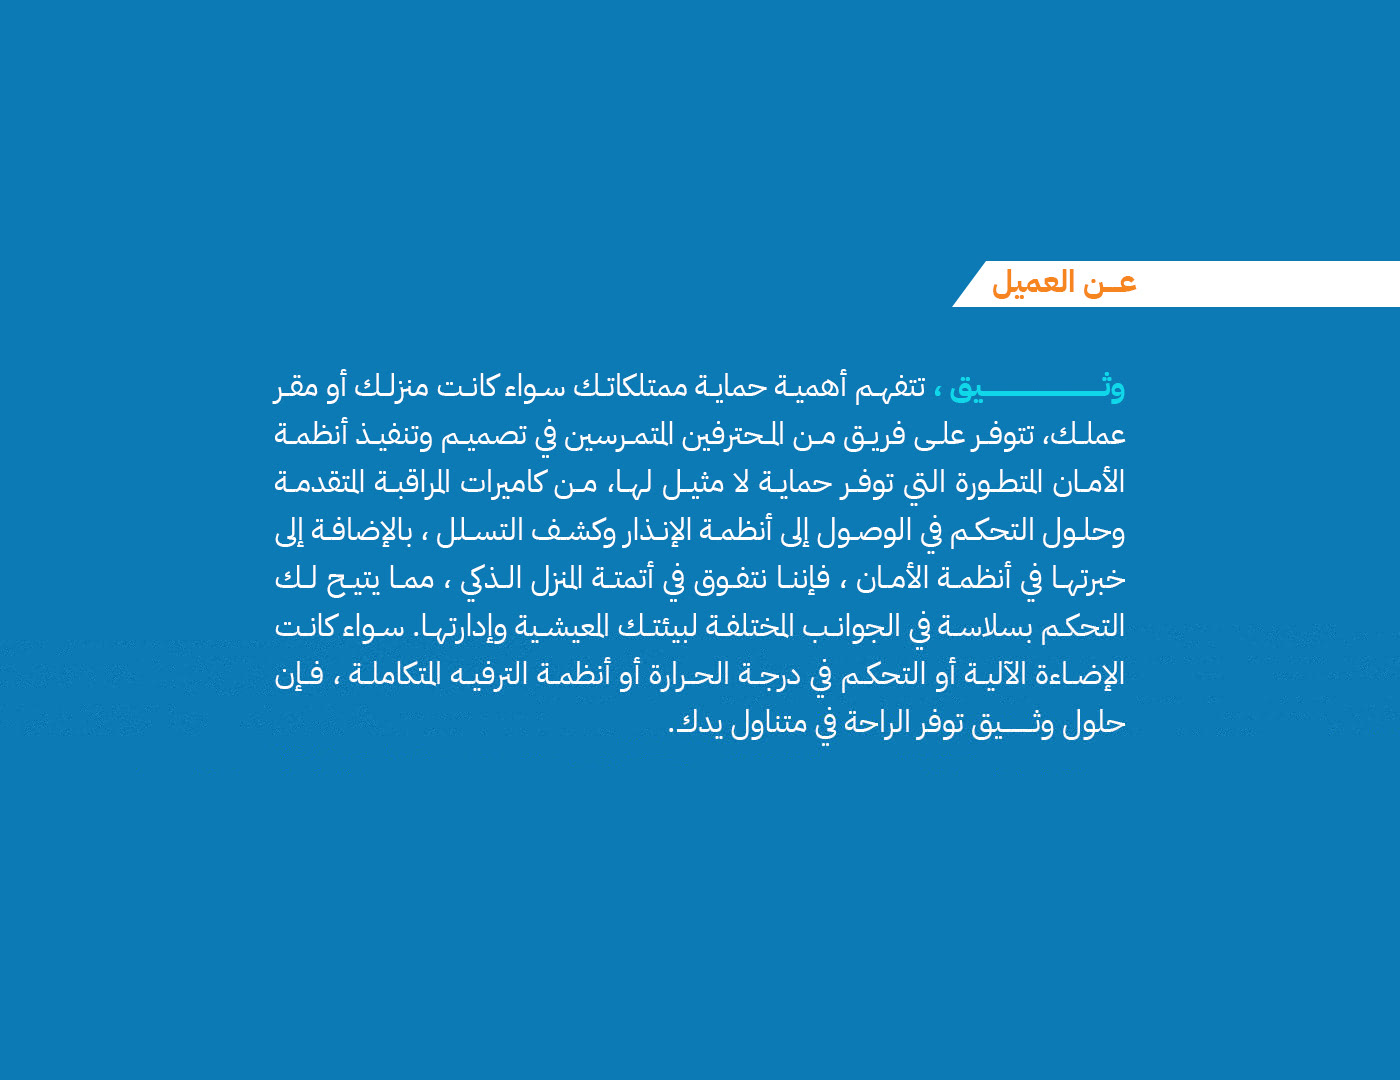 عن العميل
وثيق ، تتفهم أهمية حماية ممتلكاتك سواء كانت منزلك أو مقر
عملك، تتوفر على فريق من المحترفين المتمرسين في تصميم وتنفيذ أنظمة
الأمان المتطورة التي توفر حماية لا مثيل لها، من كاميرات المراقبة المتقدمة
وحلول التحكم في الوصول إلى أنظمة الإنذار وكشف التسلل ، بالإضافة إلى
خبرتها في أنظمة الأمان ، فإننا نتفوق في أتمتة المنزل الذكي ، مما يتيح لك
التحكم بسلاسة في الجوانب المختلفة لبيئتك المعيشية وإدارتها. سواء كانت
الإضاءة الآلية أو التحكم في درجة الحرارة أو أنظمة الترفيه المتكاملة ، فإن
حلول وثيق توفر الراحة في متناول يدك.